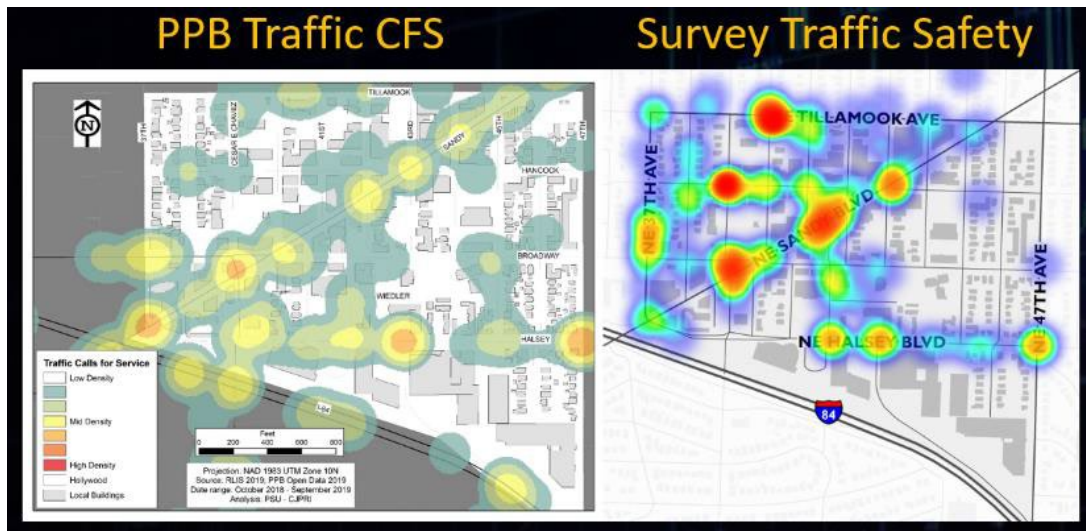 PPB Traffic CFS
Survey Traffic Safety
N
37TH
CESAR E CHAVEZ
41ST
TILLAMOOK
43RD
SANDY
45TH
47TH
HANCOCK
BROADWAY
WIEDLER
HALSEY
I-84
Traffic Calls for Service
Low Density
Mid Density
High Density
Hollywood
Local Buildings
Feet
0 200 400 600 800
Projection: NAD 1983 UTM Zone 10N
Source: RLIS 2019; PPB Open Data 2019
Date range: October 2018 - September 2019
Analysis: PSU - CJPRI
NE TILLAMOOK AVE
NE 37TH AVE
NE SANDY BLVD
NE 47TH AVE
NE HALSEY BLVD
84